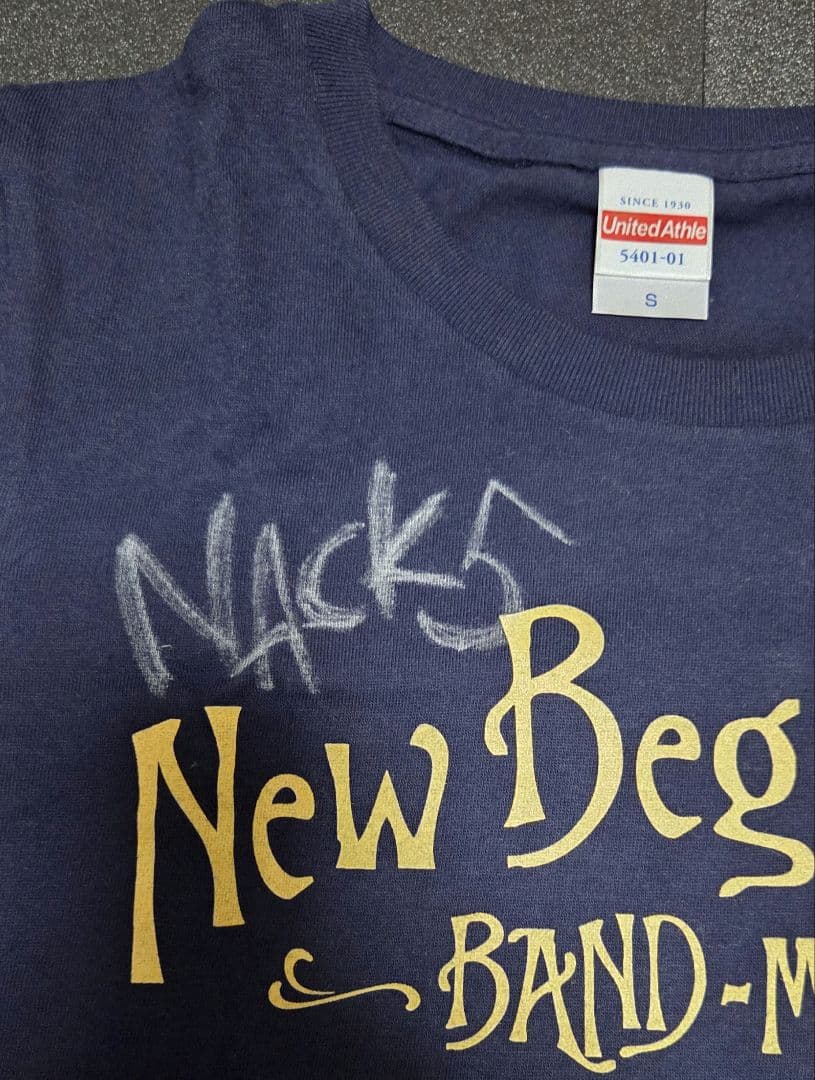 SINCE 1930
United Athle
5401-01
S
NACK5
New Beg
BAND-M